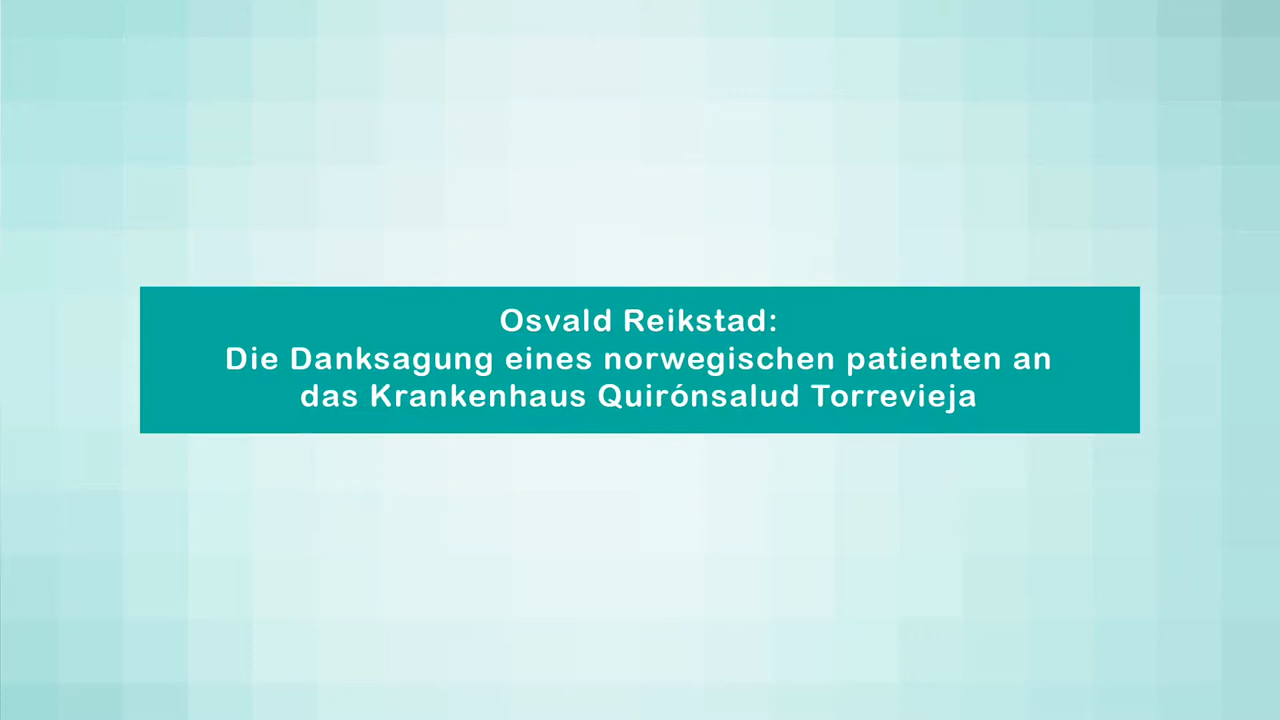 Osvald Reikstad:
Die Danksagung eines norwegischen patienten an
das Krankenhaus Quirónsalud Torrevieja